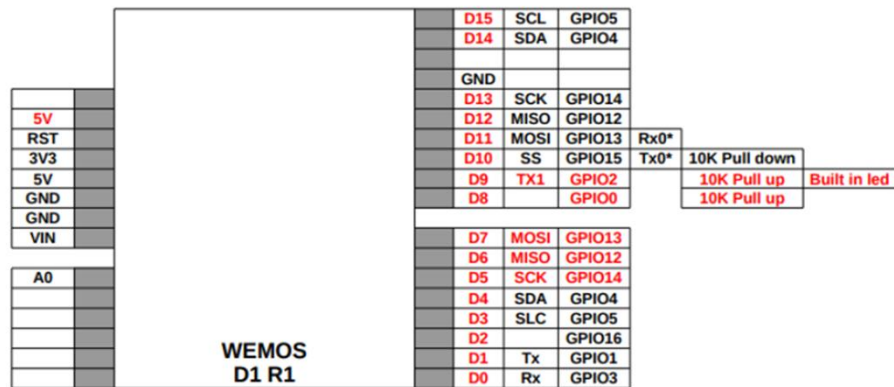 D15 SCL GPIO5
D14 SDA GPIO4
GND
D13 SCK GPIO14
5V D12 MISO GPIO12
RST D11 MOSI GPIO13 Rx0*
3V3 D10 SS GPIO15 Tx0* 10K Pull down
5V D9 TX1 GPIO2 10K Pull up Built in led
GND D8 GPIO0 10K Pull up
GND
VIN D7 MOSI GPIO13
D6 MISO GPIO12
A0 D5 SCK GPIO14
D4 SDA GPIO4
D3 SLC GPIO5
D2 GPIO16
WEMOS D1 Tx GPIO1
D1 R1 D0 Rx GPIO3